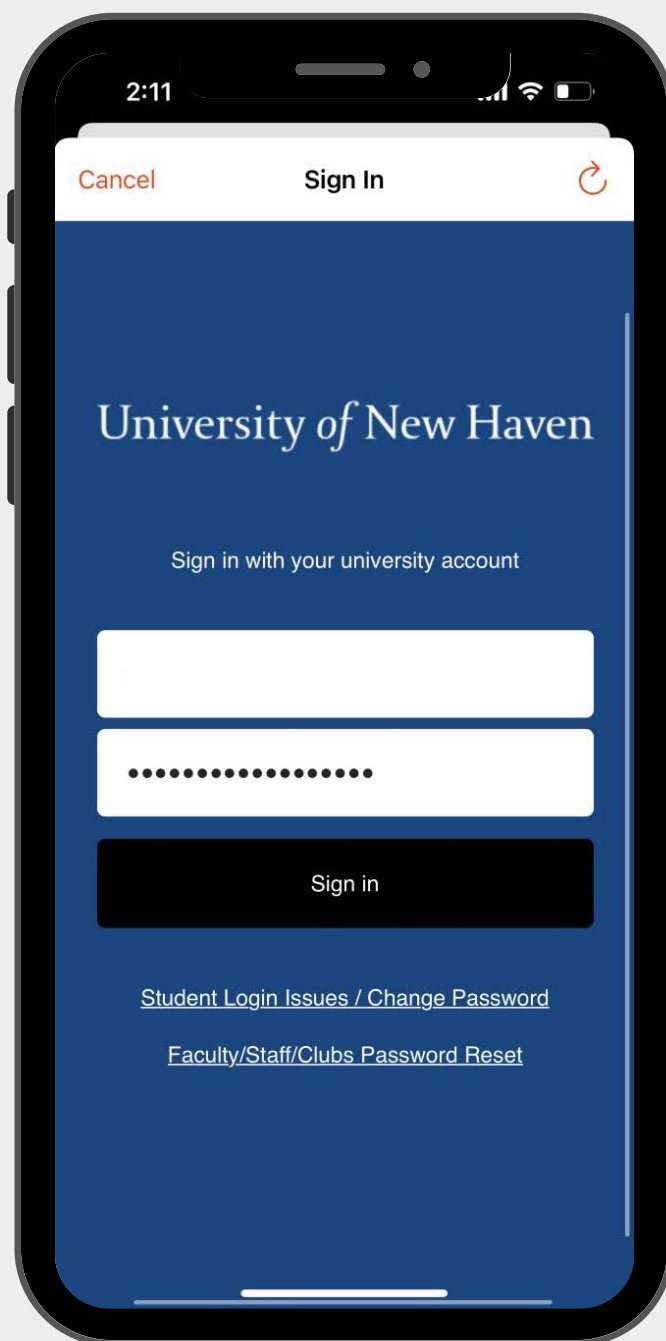 2:11
Cancel Sign In
University of New Haven
Sign in with your university account
••••••••••••••••••
Sign in
Student Login Issues / Change Password
Faculty/Staff/Clubs Password Reset